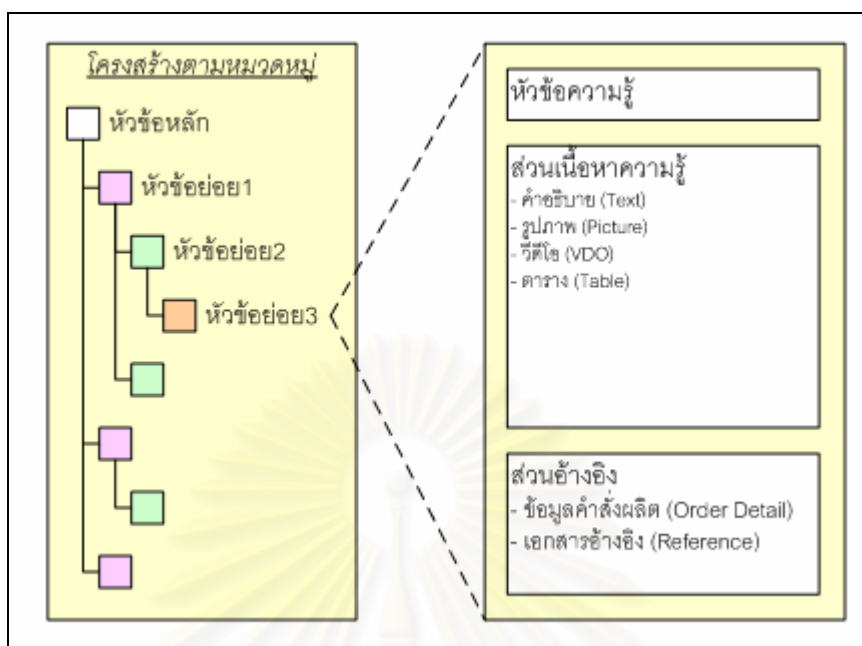 โครงสร้างตามหมวดหมู่
หัวข้อหลัก
หัวข้อย่อย1
หัวข้อย่อย2
หัวข้อย่อย3
หัวข้อความรู้
ส่วนเนื้อหาความรู้
- คำอธิบาย (Text)
- รูปภาพ (Picture)
- วีดีโอ (VDO)
- ตาราง (Table)
ส่วนอ้างอิง
- ข้อมูลคำสั่งผลิต (Order Detail)
- เอกสารอ้างอิง (Reference)